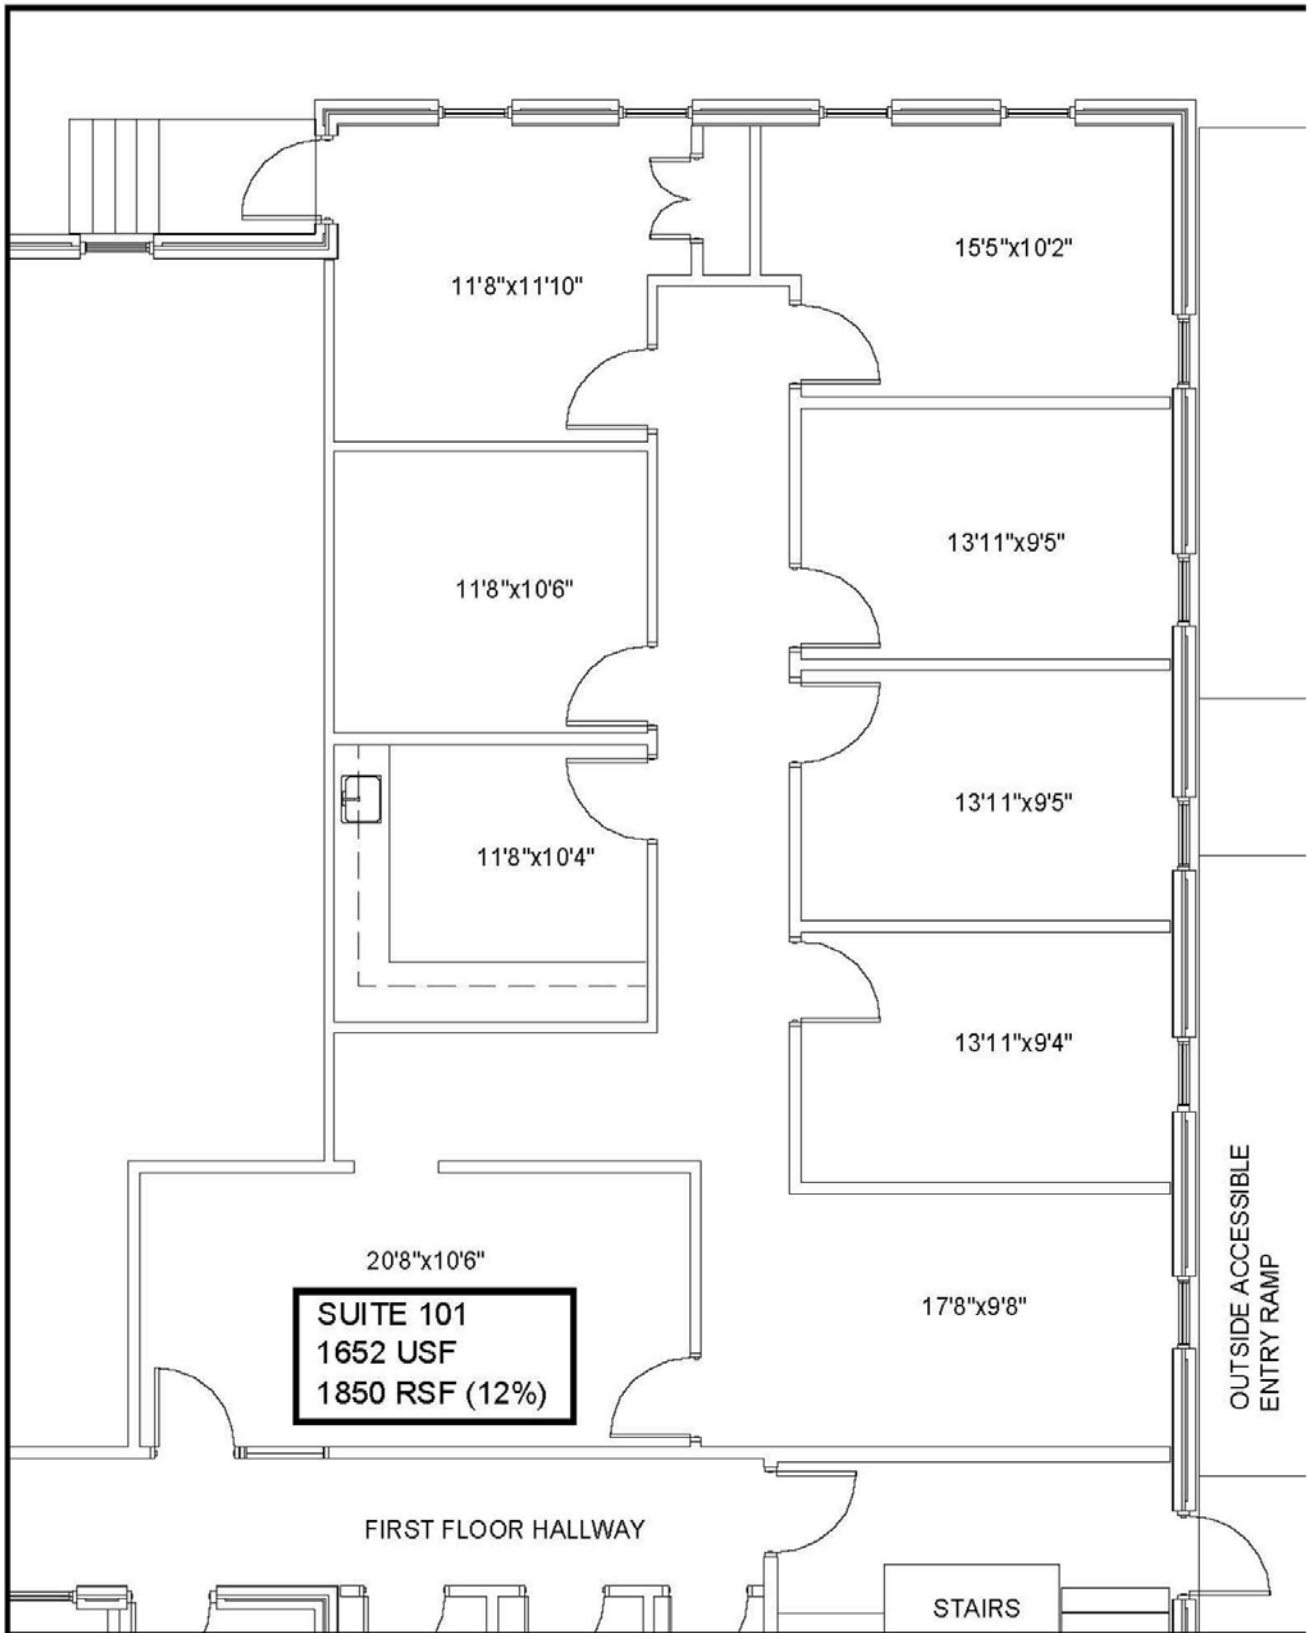 15'5"x10'2"
11'8"x11'10"
13'11"x9'5"
11'8"x10'6"
13'11"x9'5"
11'8"x10'4"
13'11"x9'4"
20'8"x10'6"
SUITE 101
1652 USF
1850 RSF (12%)
17'8"x9'8"
OUTSIDE ACCESSIBLE
ENTRY RAMP
FIRST FLOOR HALLWAY
STAIRS